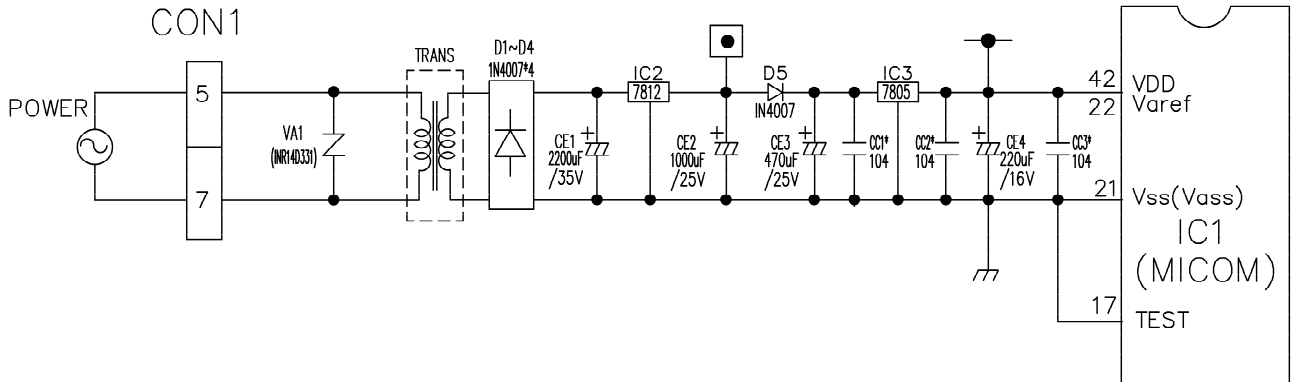 CON1
POWER
5
7
VA1
(INR14D331)
TRANS
D1~D4
1N4007*4
CE1
2200uF
/35V
IC2
7812
CE2
1000uF
/25V
D5
IN4007
CE3
470uF
/25V
CC1*
104
IC3
7805
CC2*
104
CE4
220uF
/16V
CC3*
104
42
VDD
22
Varef
21
Vss(Vass)
IC1
(MICOM)
17
TEST